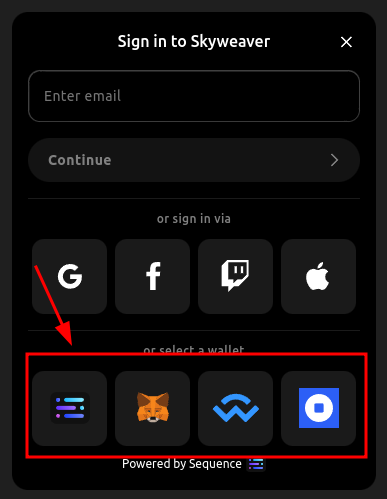 Sign in to Skyweaver
Enter email
Continue
or sign in via
or select a wallet
Powered by Sequence